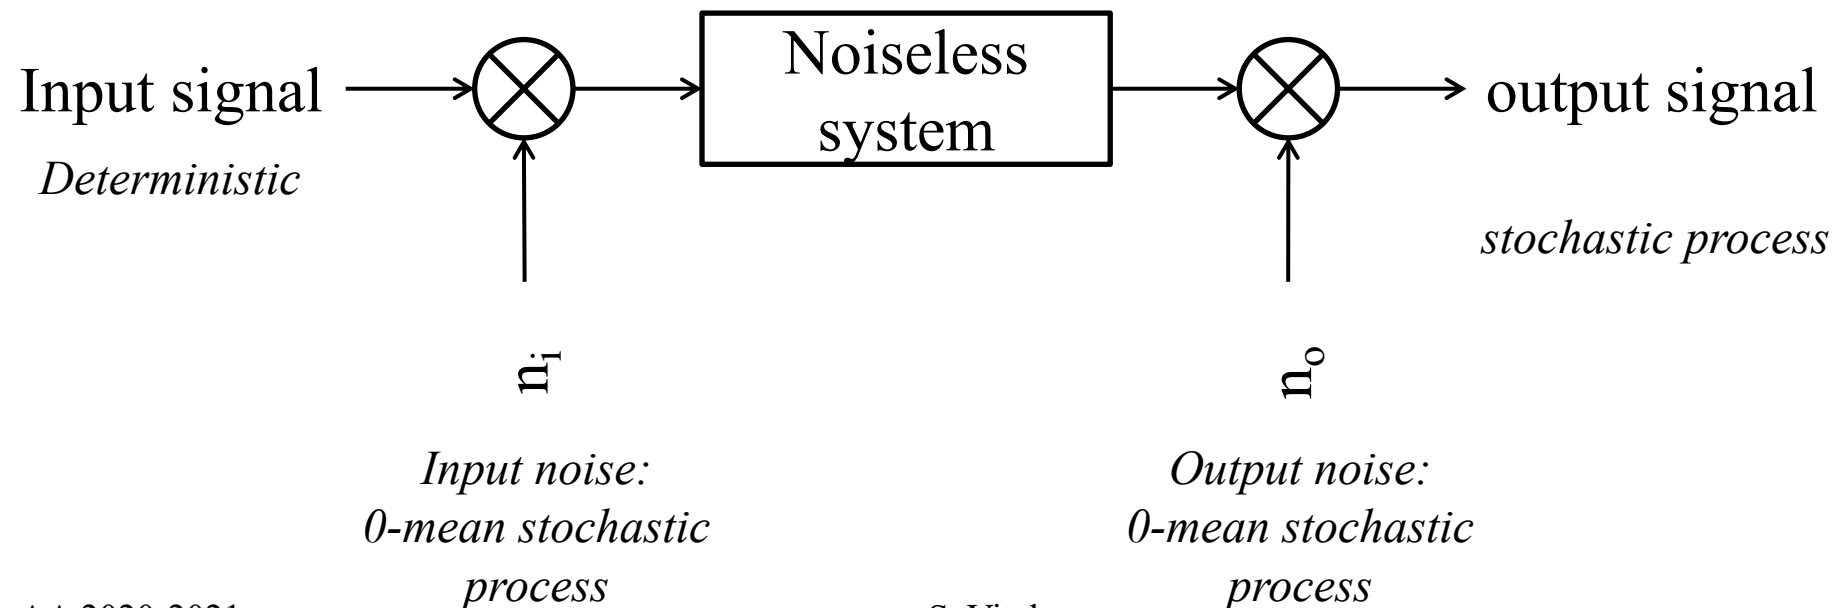 Noiseless
system
Input signal
output signal
Deterministic
stochastic process
nᵢ
nₒ
Input noise:
0-mean stochastic
process
Output noise:
0-mean stochastic
process